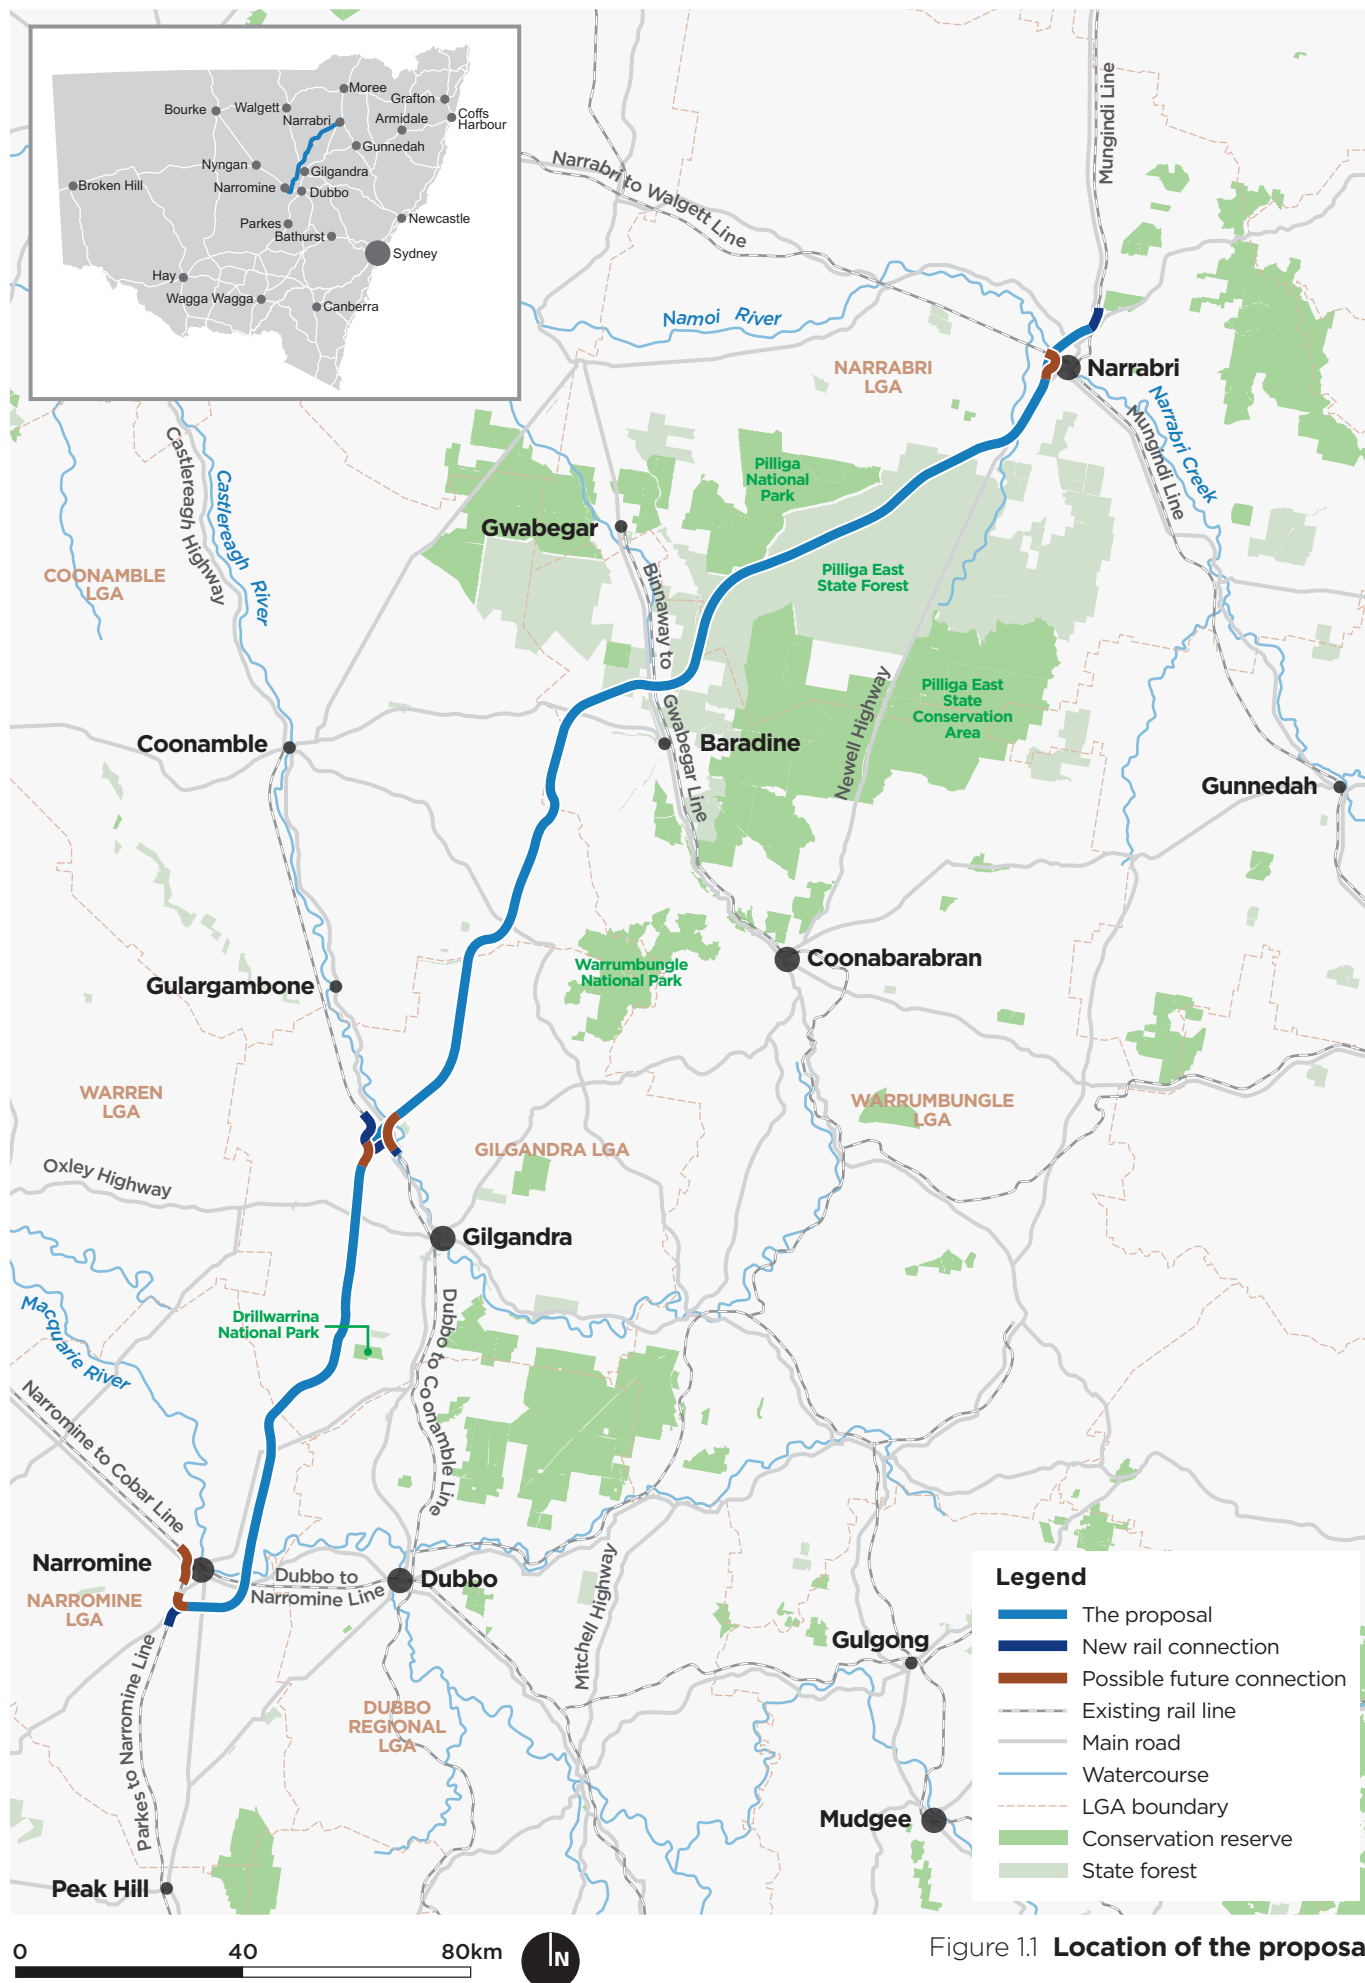 Moree
Bourke
Walgett
Grafton
Narrabri
Armidale
Coffs
Harbour
Gunnedah
Nyngan
Gilgandra
Broken Hill
Narromine
Dubbo
Parkes
Newcastle
Bathurst
Sydney
Hay
Wagga Wagga
Canberra
Mungindi Line
Narrabri to Walgett Line
Namoi River
NARRABRI
LGA
Narrabri
Narrabri Creek
Mungindi Line
Castlereagh Highway
Castlereagh River
Pilliga
National
Park
Gwabegar
COONAMBLE
LGA
Pilliga East
State Forest
Binnaway to
Gwabegar Line
Newell Highway
Pilliga East
State
Conservation
Area
Coonamble
Baradine
Gunnedah
Warrumbungle
National Park
Coonabarabran
Gulargambone
WARREN
LGA
WARRUMBUNGLE
LGA
GILGANDRA LGA
Oxley Highway
Gilgandra
Macquarie River
Drillwarrina
National Park
Dubbo to Coonamble Line
Narromine to Cobar Line
Narromine
Dubbo to
Narromine Line
Dubbo
NARROMINE
LGA
Mitchell Highway
Parkes to Narromine Line
Gulgong
DUBBO
REGIONAL
LGA
Mudgee
Peak Hill
Legend
The proposal
New rail connection
Possible future connection
Existing rail line
Main road
Watercourse
LGA boundary
Conservation reserve
State forest
0 40 80km
N
Figure 1.1 Location of the proposa